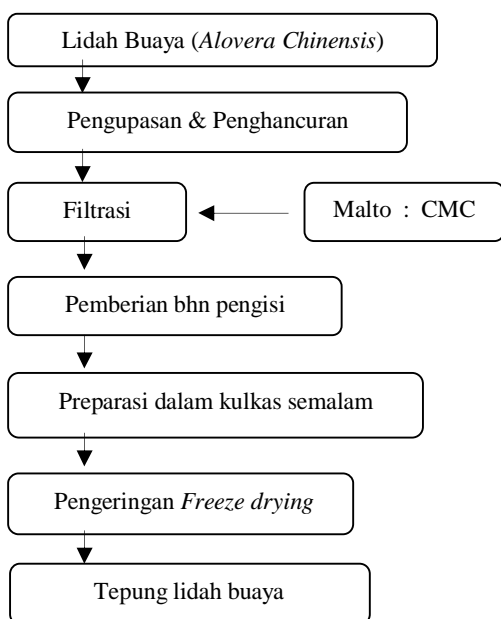 Lidah Buaya (Alovera Chinensis)
Pengupasan & Penghancuran
Filtrasi
Malto : CMC
Pemberian bhn pengisi
Preparasi dalam kulkas semalam
Pengeringan Freeze drying
Tepung lidah buaya